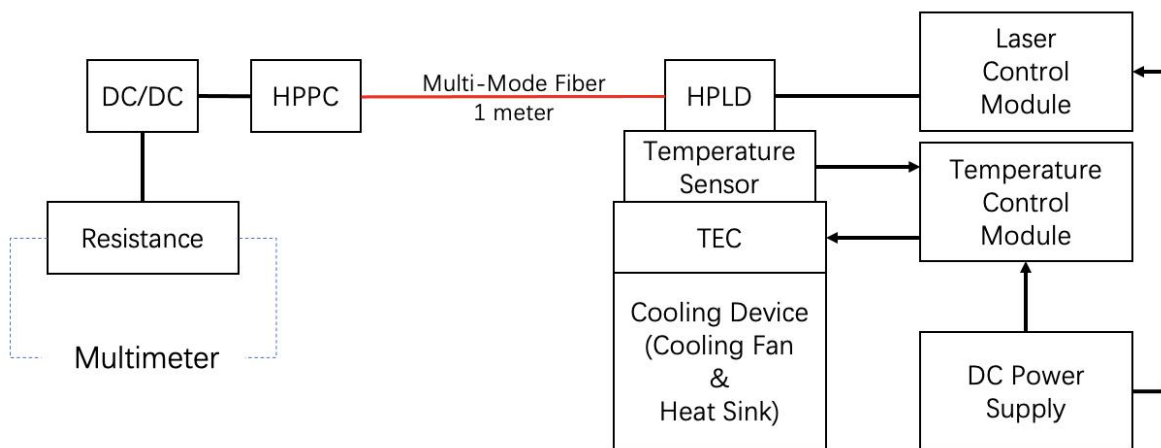 Laser
Control
Module
DC/DC
HPPC
Multi-Mode Fiber
1 meter
HPLD
Temperature
Sensor
Temperature
Control
Module
Resistance
TEC
Multimeter
Cooling Device
(Cooling Fan
&
Heat Sink)
DC Power
Supply